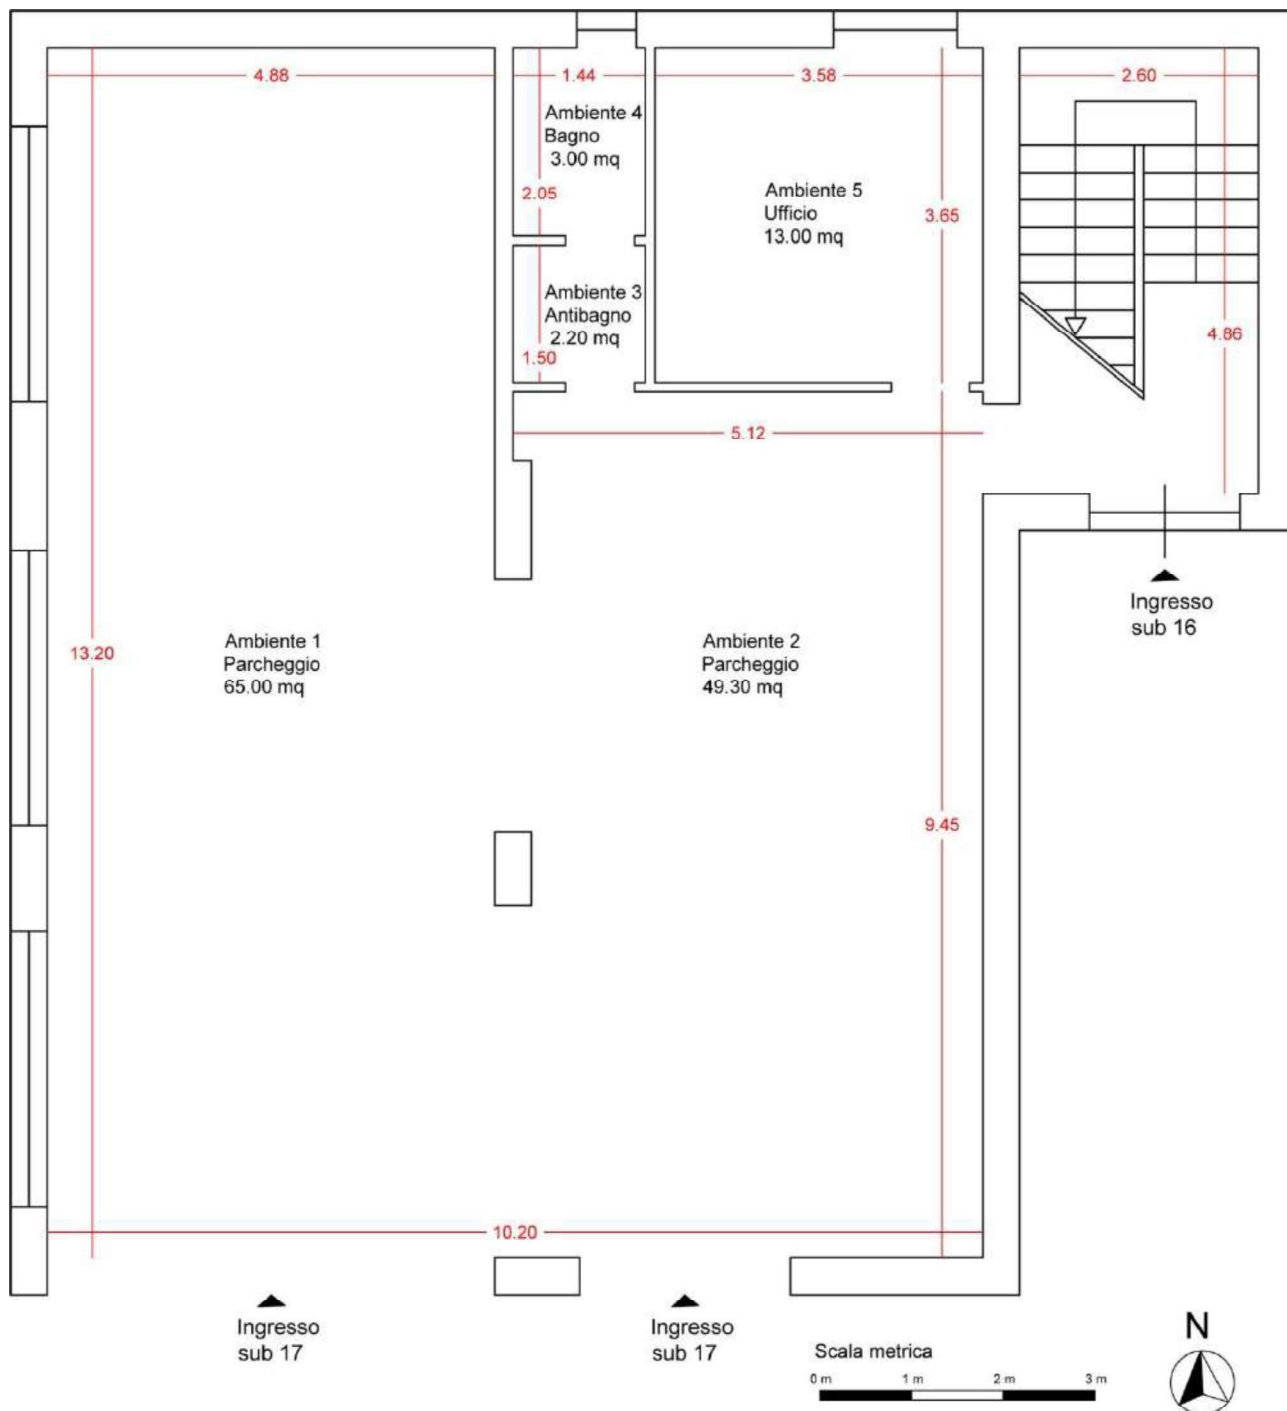 4.88
1.44
3.58
2.60
Ambiente 4
Bagno
3.00 mq
2.05
Ambiente 5
Ufficio
13.00 mq
3.65
Ambiente 3
Antibagno
2.20 mq
1.50
4.86
5.12
Ingresso
sub 16
13.20
Ambiente 1
Parcheggio
65.00 mq
Ambiente 2
Parcheggio
49.30 mq
9.45
10.20
Ingresso
sub 17
Ingresso
sub 17
Scala metrica
0 m 1 m 2 m 3 m
N